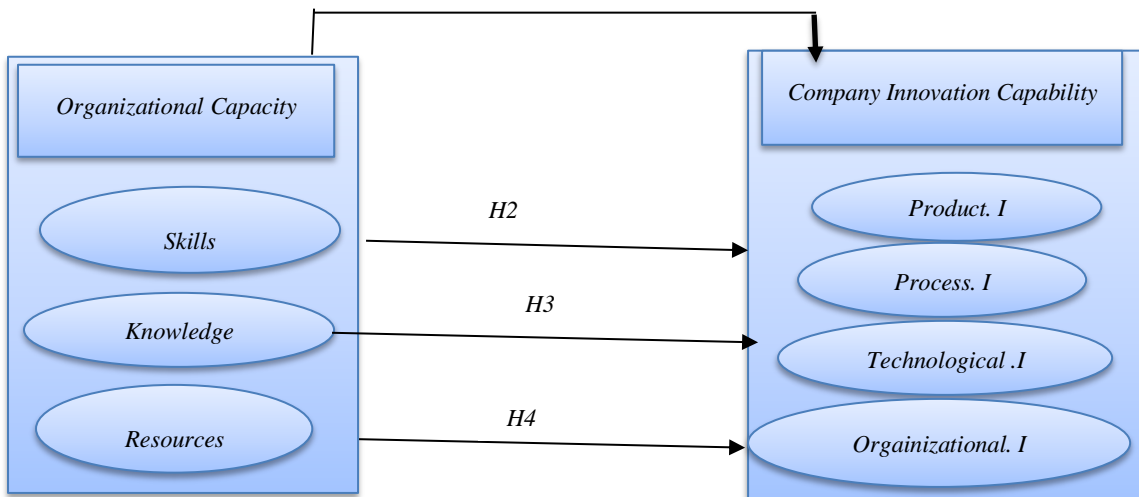 Organizational Capacity
Company Innovation Capability
Skills
Knowledge
Resources
H2
H3
H4
Product. I
Process. I
Technological .I
Orgainizational. I